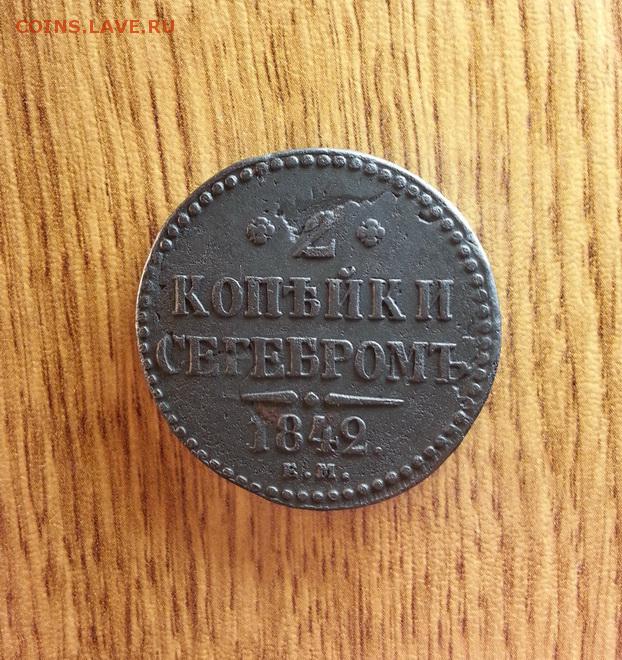 COINS.LAVE.RU
2
КОПѢЙКИ
СЕРЕБРОМЪ
1842.
Е.М.